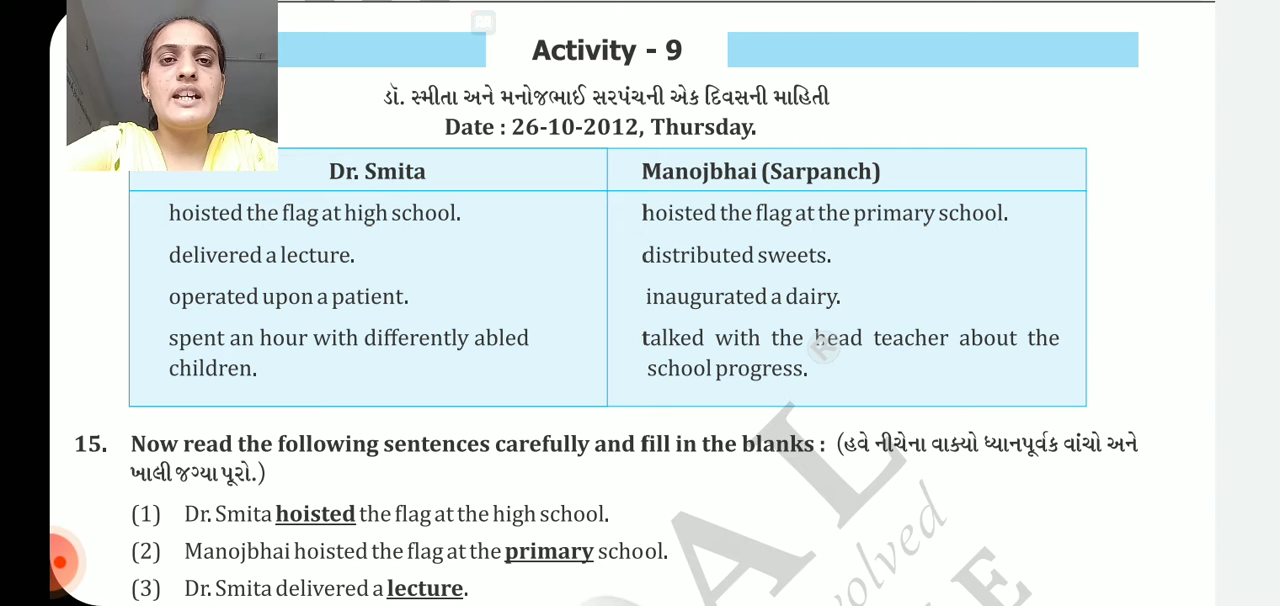 Activity - 9
ડૉ. સ્મીતા અને મનોજભાઈ સરપંચની એક દિવસની માહિતી
Date : 26-10-2012, Thursday.
Dr. Smita
Manojbhai (Sarpanch)
hoisted the flag at high school.
hoisted the flag at the primary school.
delivered a lecture.
distributed sweets.
operated upon a patient.
inaugurated a dairy.
spent an hour with differently abled
children.
talked with the head teacher about the
school progress.
15. Now read the following sentences carefully and fill in the blanks : (હવે નીચેના વાક્યો ધ્યાનપૂર્વક વાંચો અને
ખાલી જગ્યા પૂરો.)
(1) Dr. Smita hoisted the flag at the high school.
(2) Manojbhai hoisted the flag at the primary school.
(3) Dr. Smita delivered a lecture.